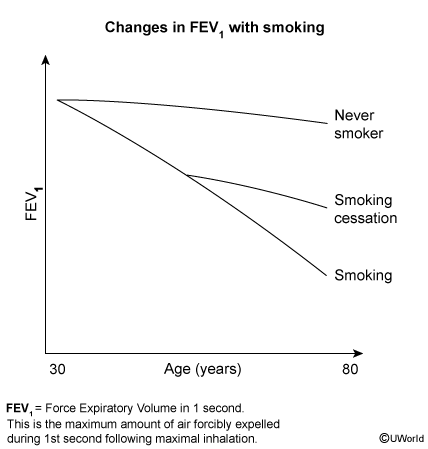 Changes in FEV1 with smoking
Never
smoker
FEV1
Smoking
cessation
Smoking
30
Age (years)
80
FEV1 = Force Expiratory Volume in 1 second.
This is the maximum amount of air forcibly expelled
during 1st second following maximal inhalation.
©UWorld